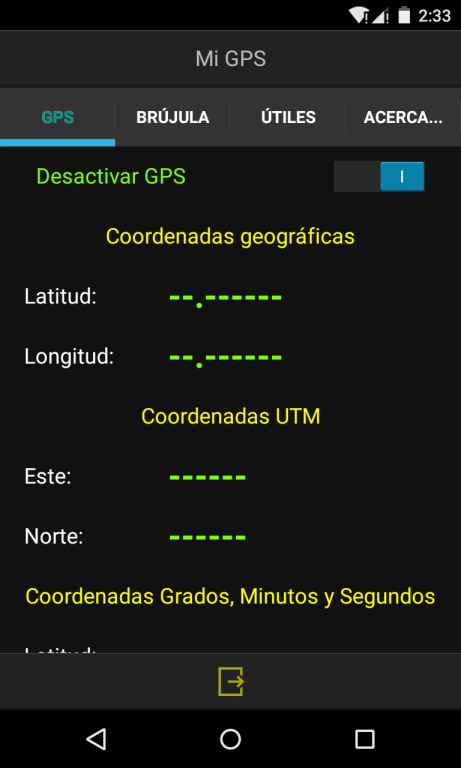 2:33
Mi GPS
GPS BRÚJULA ÚTILES ACERCA...
Desactivar GPS
Coordenadas geográficas
Latitud: --.------
Longitud: --.------
Coordenadas UTM
Este: ------
Norte: ------
Coordenadas Grados, Minutos y Segundos
Latitud: